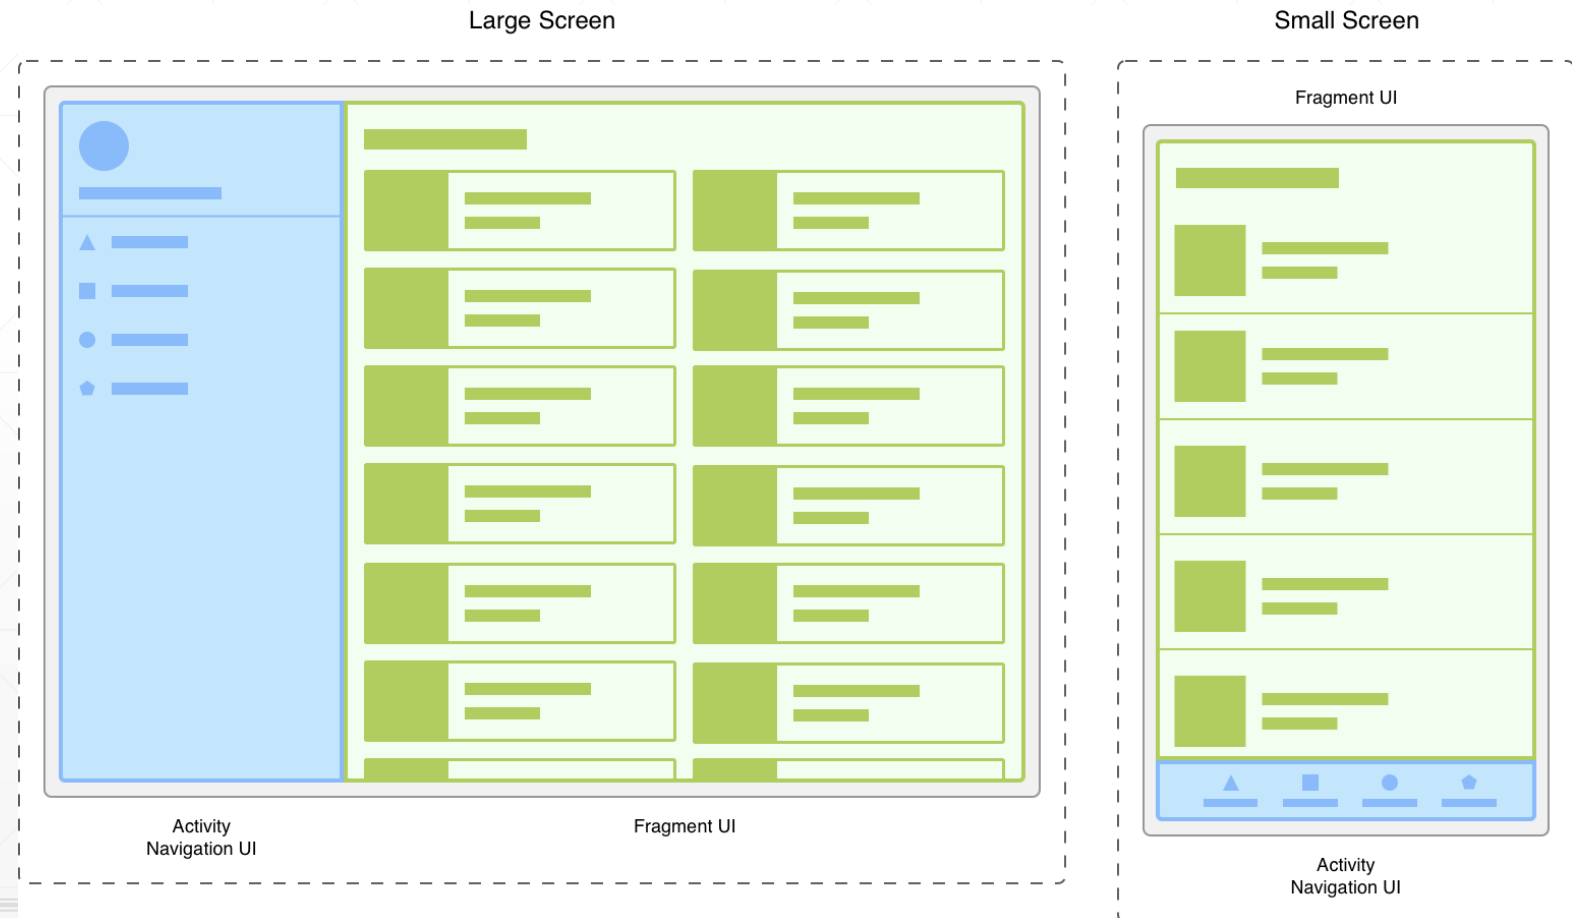 Large Screen
Activity
Navigation UI
Fragment UI
Small Screen
Fragment UI
Activity
Navigation UI